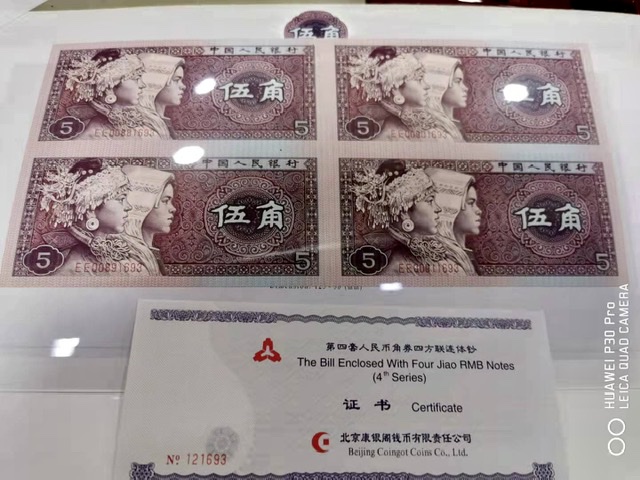 伍角
中国人民银行
伍角
5
EE00881693
5
中国人民银行
角
5
5
中国人民银行
伍角
5
EE00891693
5
中国人民银行
伍角
5
EE00811693
5
第四套人民币角券四方联连体钞
The Bill Enclosed With Four Jiao RMB Notes
(4th Series)
证书 Certificate
北京康银阁钱币有限责任公司
Beijing Coingot Coins Co., Ltd.
Nº 121693
HUAWEI P30 Pro
LEICA QUAD CAMERA